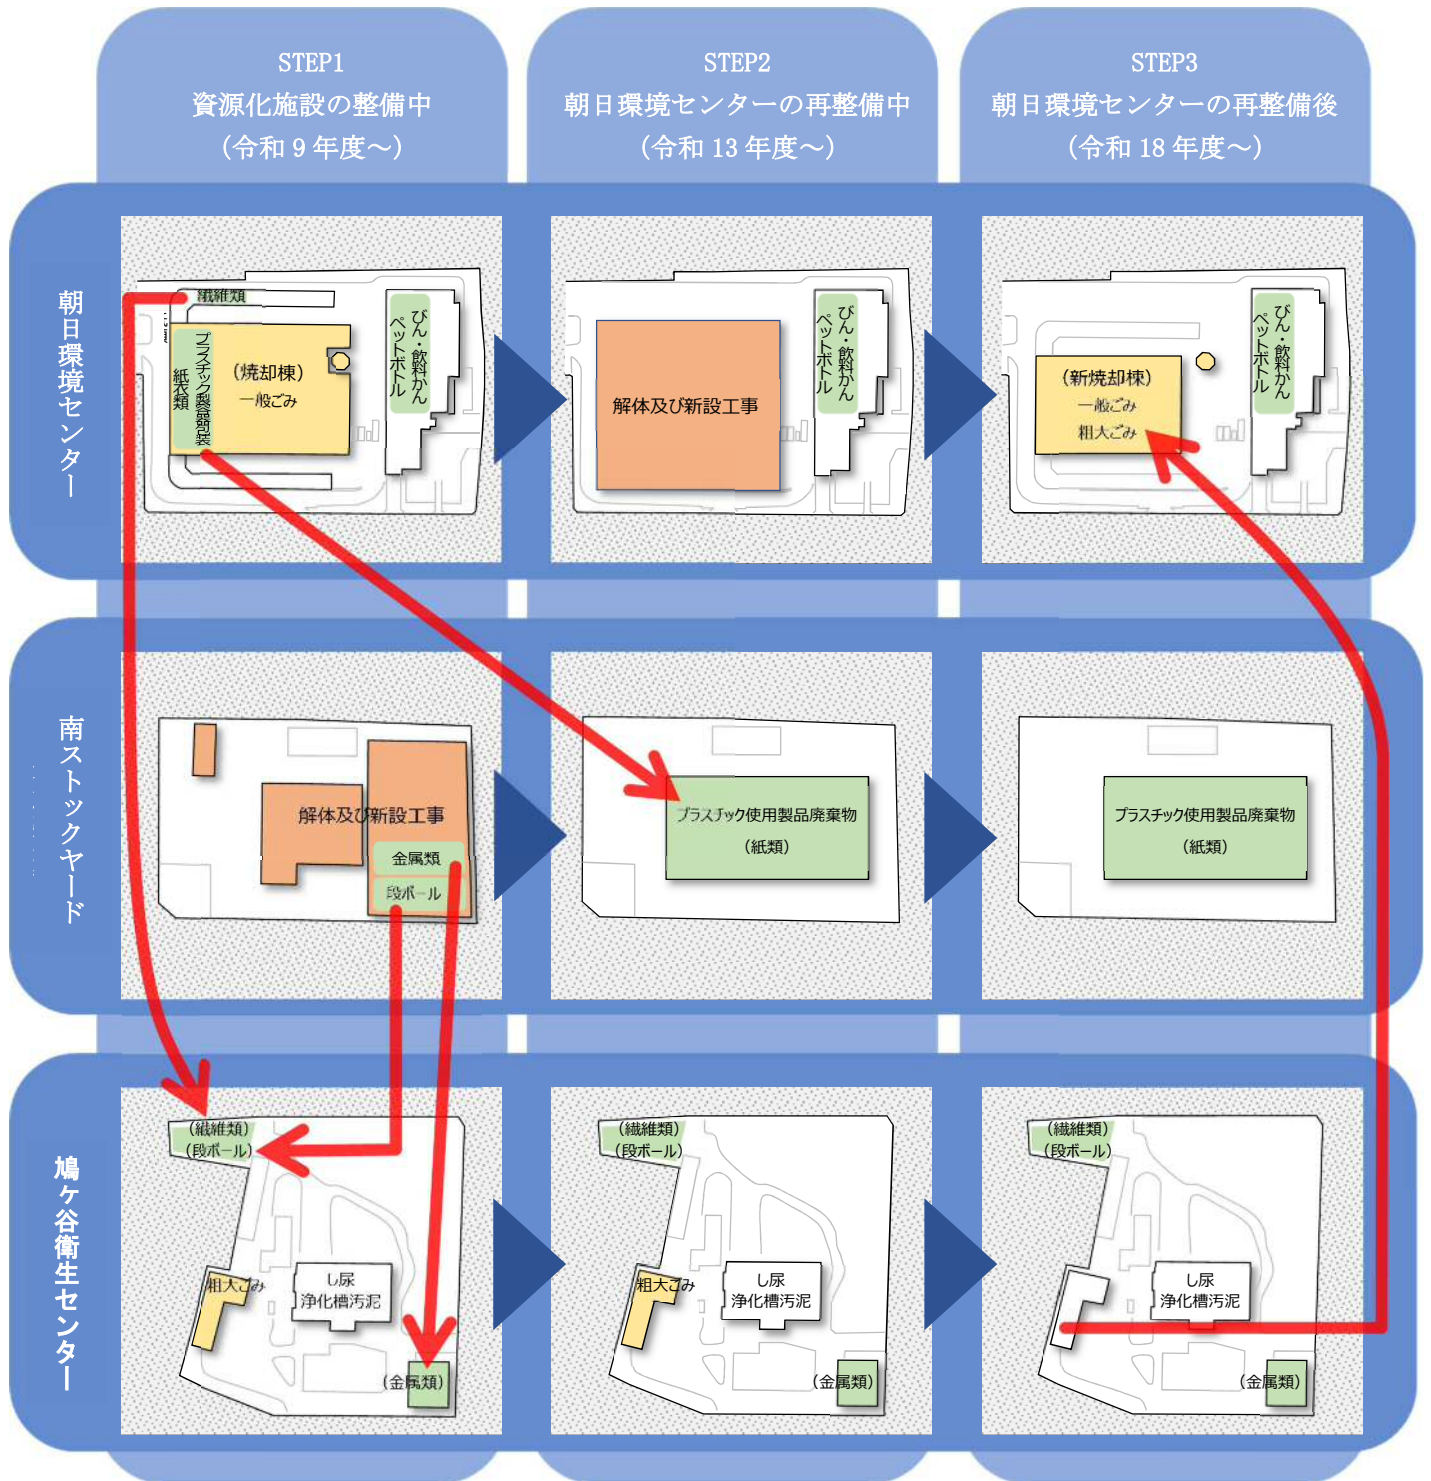 STEP1
資源化施設の整備中
（令和 9 年度～）
STEP2
朝日環境センターの再整備中
（令和 13 年度～）
STEP3
朝日環境センターの再整備後
（令和 18 年度～）
朝日環境センター
繊維類
プラスチック製容器包装
紙衣類
（焼却棟）
一般ごみ
びん・飲料かん
ペットボトル
解体及び新設工事
びん・飲料かん
ペットボトル
（新焼却棟）
一般ごみ
粗大ごみ
びん・飲料かん
ペットボトル
南ストックヤード
解体及び新設工事
金属類
段ボール
プラスチック使用製品廃棄物
（紙類）
プラスチック使用製品廃棄物
（紙類）
鳩ヶ谷衛生センター
（繊維類）
（段ボール）
粗大ごみ
し尿
浄化槽汚泥
（金属類）
（繊維類）
（段ボール）
粗大ごみ
し尿
浄化槽汚泥
（金属類）
（繊維類）
（段ボール）
し尿
浄化槽汚泥
（金属類）